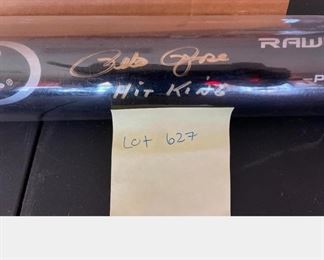 Pete Rose
Hit King
RAW
P
Lot 627